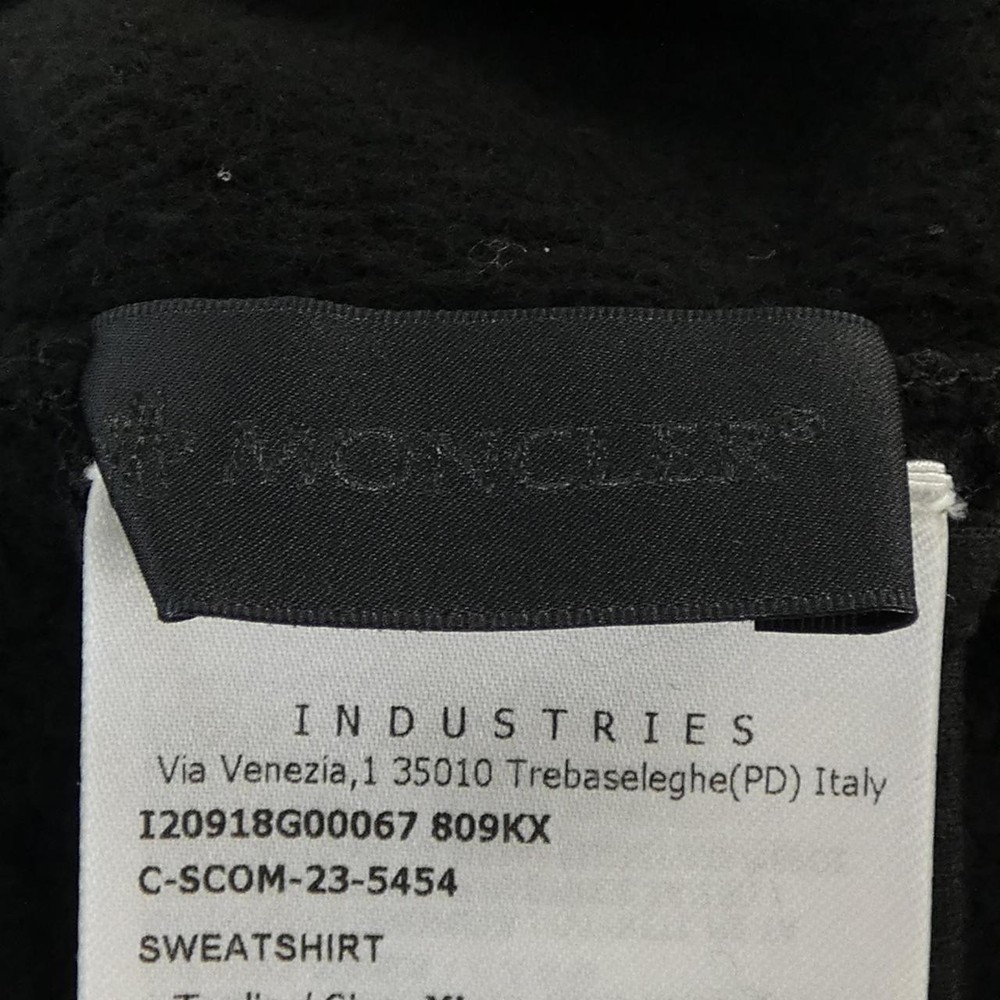 MONCLER®
INDUSTRIES
Via Venezia,1 35010 Trebaseleghe(PD) Italy
I20918G00067 809KX
C-SCOM-23-5454
SWEATSHIRT